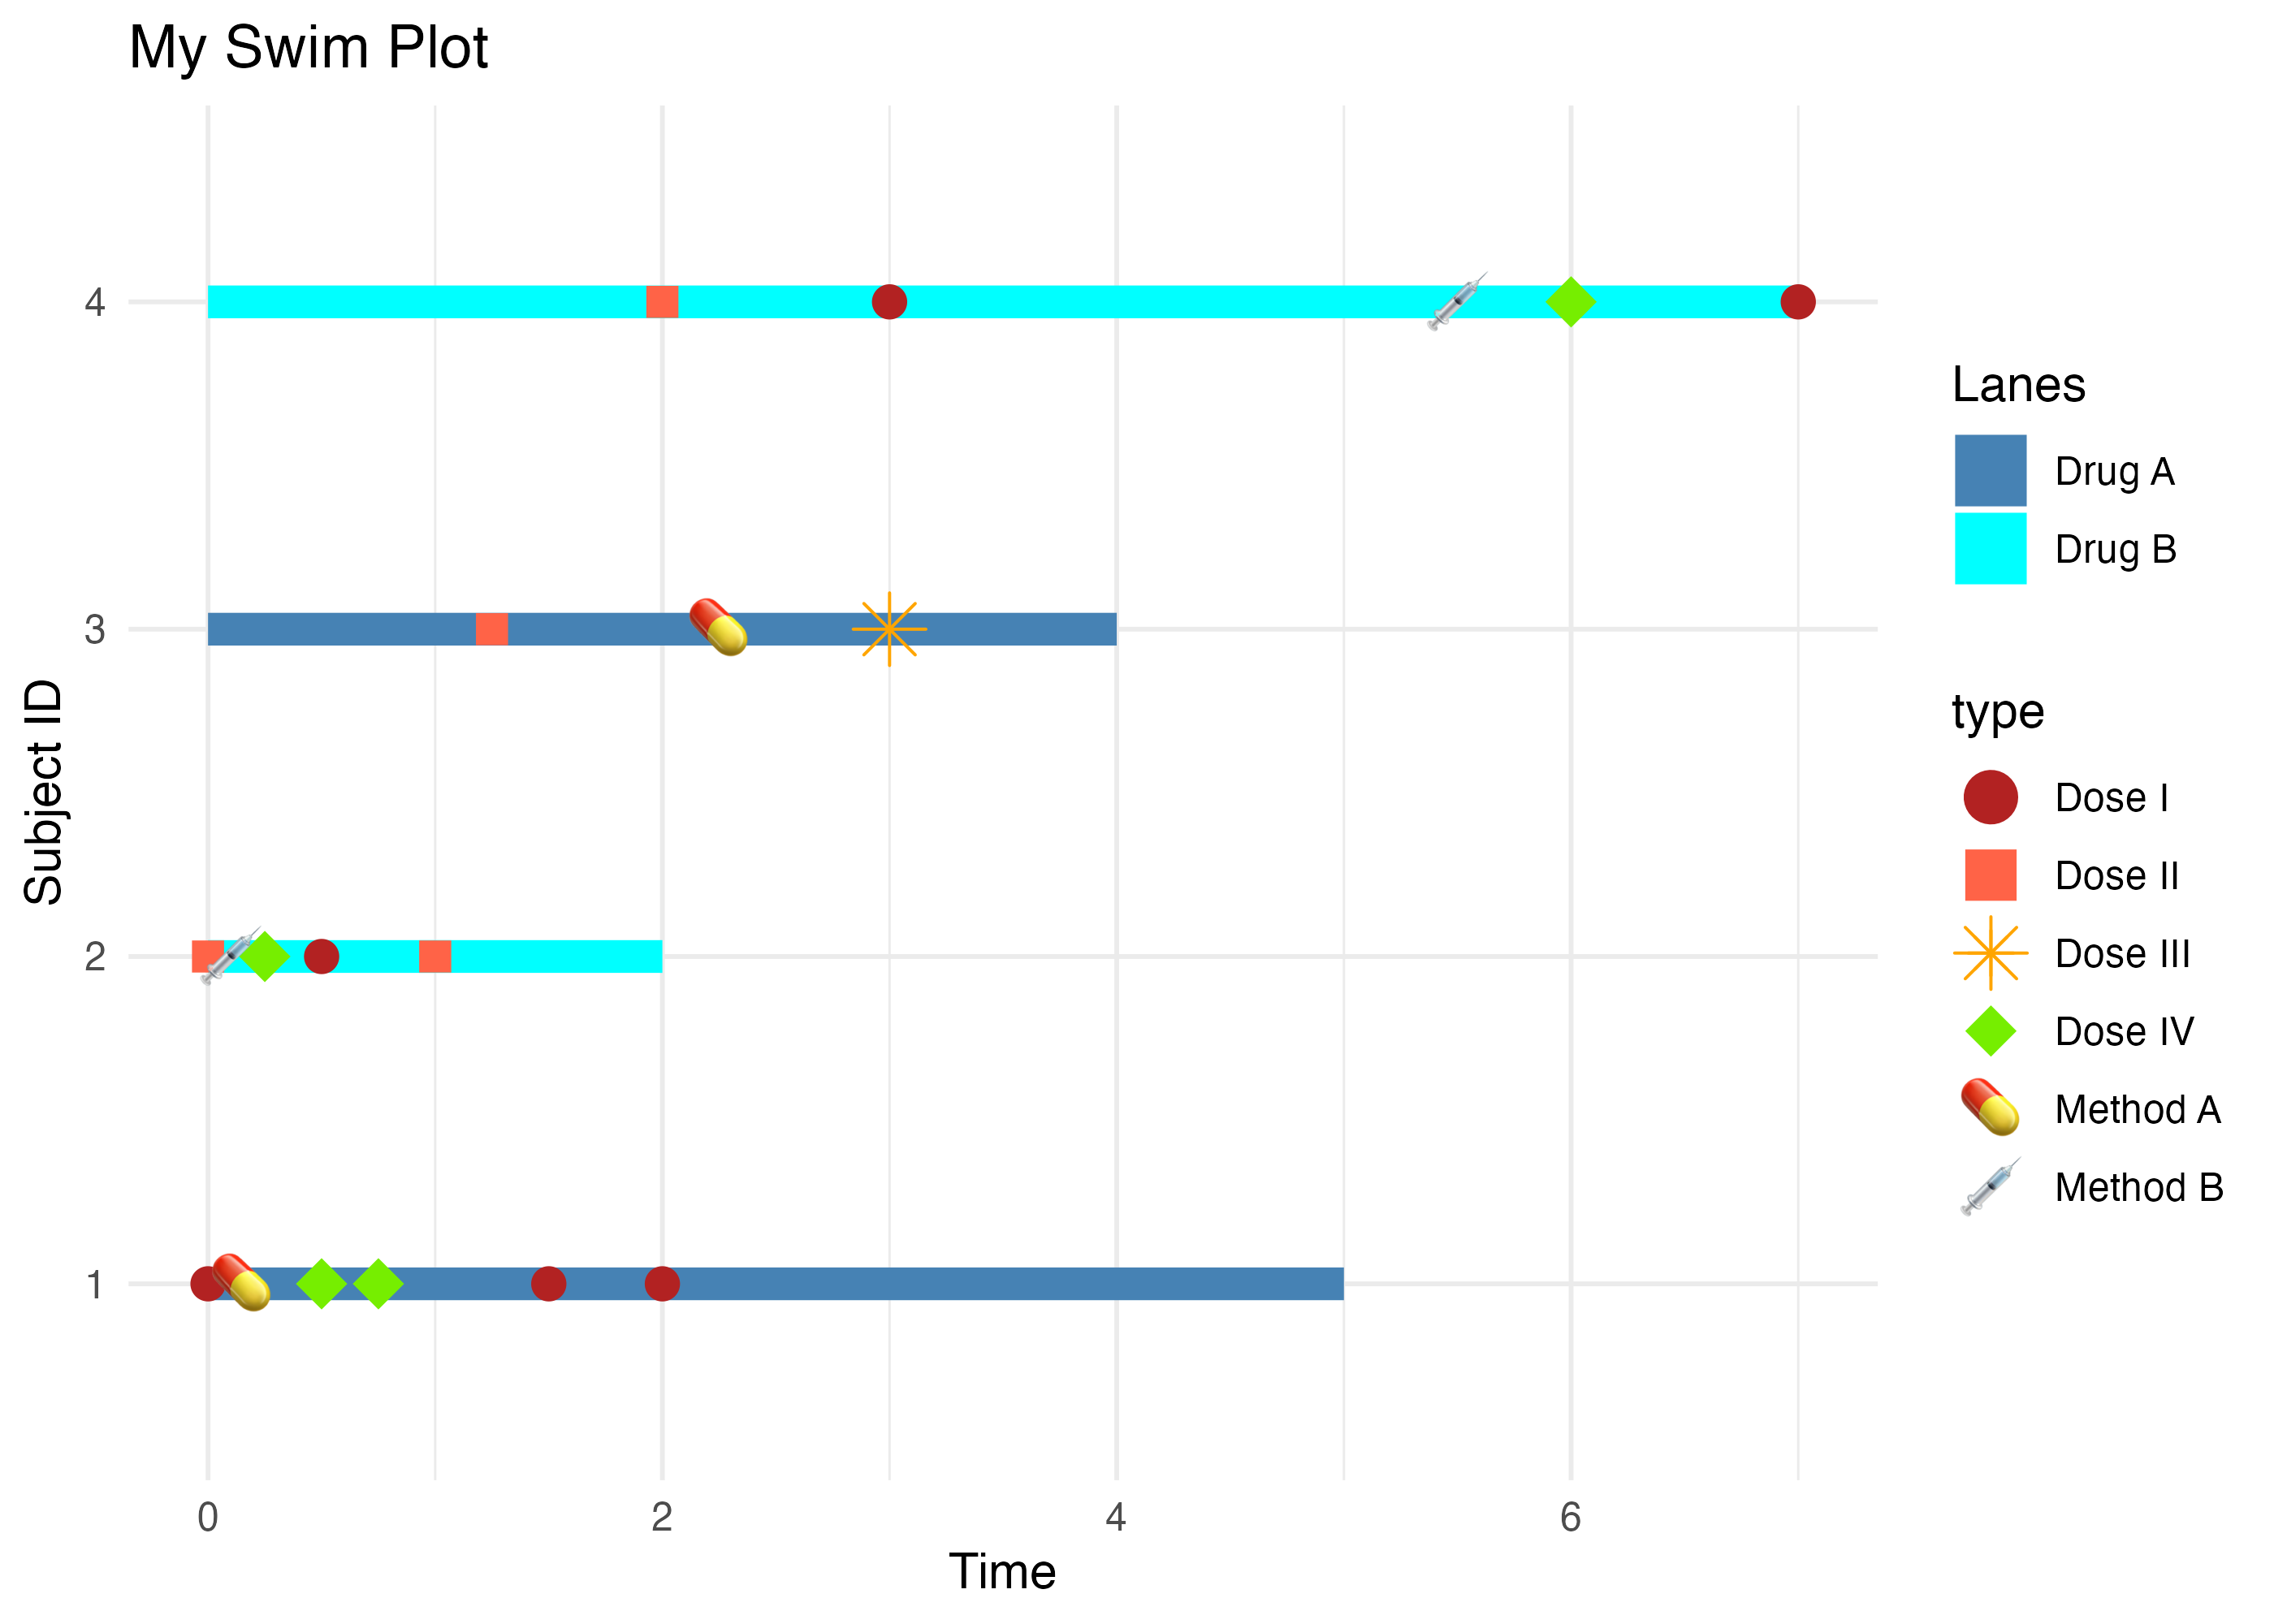 My Swim Plot
4
3
2
1
Subject ID
0
2
4
6
Time
Lanes
Drug A
Drug B
type
Dose I
Dose II
Dose III
Dose IV
Method A
Method B